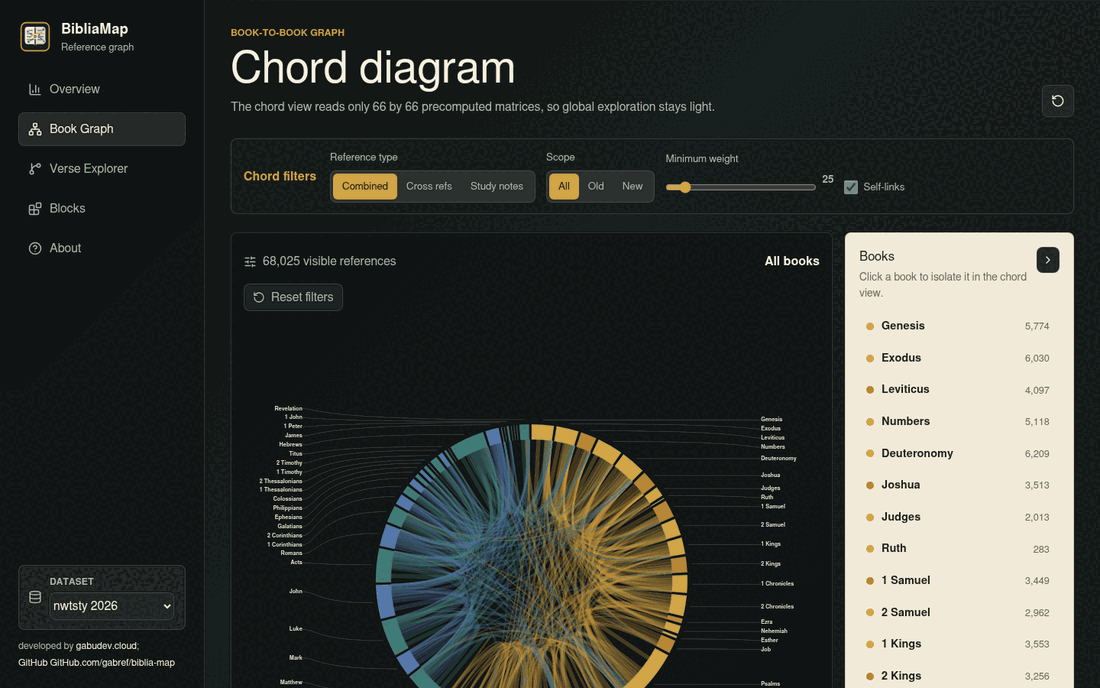 BibliaMap
Reference graph
Overview
Book Graph
Verse Explorer
Blocks
About
DATASET
nwtsty 2026
developed by gabudev.cloud;
GitHub GitHub.com/gabref/biblia-map
BOOK-TO-BOOK GRAPH
Chord diagram
The chord view reads only 66 by 66 precomputed matrices, so global exploration stays light.
Chord filters
Reference type
Combined Cross refs Study notes
Scope
All Old New
Minimum weight
25
Self-links
68,025 visible references
All books
Reset filters
Revelation
1 John
1 Peter
James
Hebrews
Titus
2 Timothy
1 Timothy
2 Thessalonians
1 Thessalonians
Colossians
Philippians
Ephesians
Galatians
2 Corinthians
1 Corinthians
Romans
Acts
John
Luke
Mark
Matthew
Genesis
Exodus
Leviticus
Numbers
Deuteronomy
Joshua
Judges
Ruth
1 Samuel
2 Samuel
1 Kings
2 Kings
1 Chronicles
2 Chronicles
Ezra
Nehemiah
Esther
Job
Psalms
Books
Click a book to isolate it in the chord
view.
Genesis 5,774
Exodus 6,030
Leviticus 4,097
Numbers 5,118
Deuteronomy 6,209
Joshua 3,513
Judges 2,013
Ruth 283
1 Samuel 3,449
2 Samuel 2,962
1 Kings 3,553
2 Kings 3,256